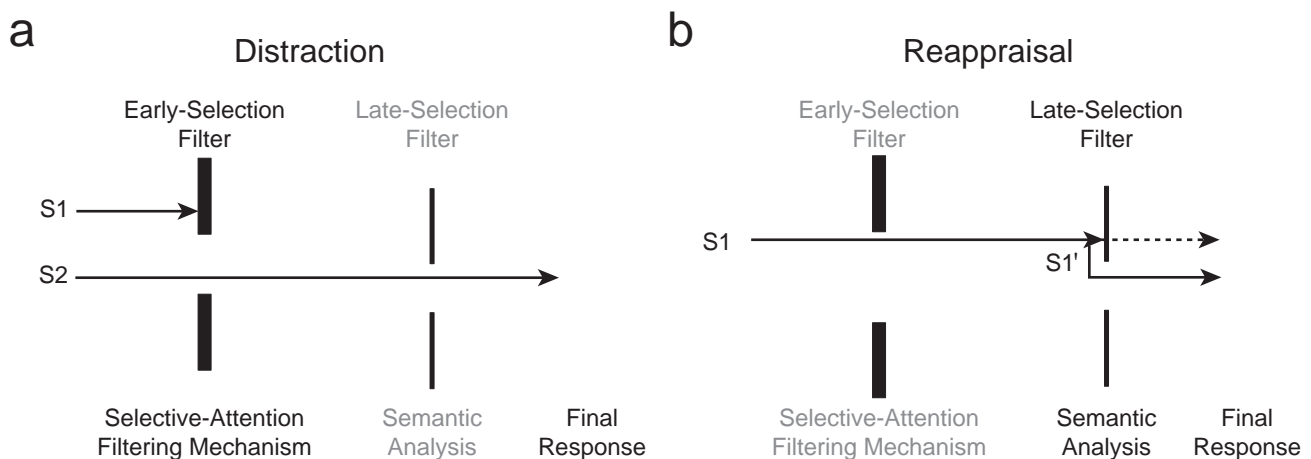 a
Distraction
Early-Selection
Filter
Late-Selection
Filter
S1
S2
Selective-Attention
Filtering Mechanism
Semantic
Analysis
Final
Response
b
Reappraisal
Early-Selection
Filter
Late-Selection
Filter
S1
S1'
Selective-Attention
Filtering Mechanism
Semantic
Analysis
Final
Response